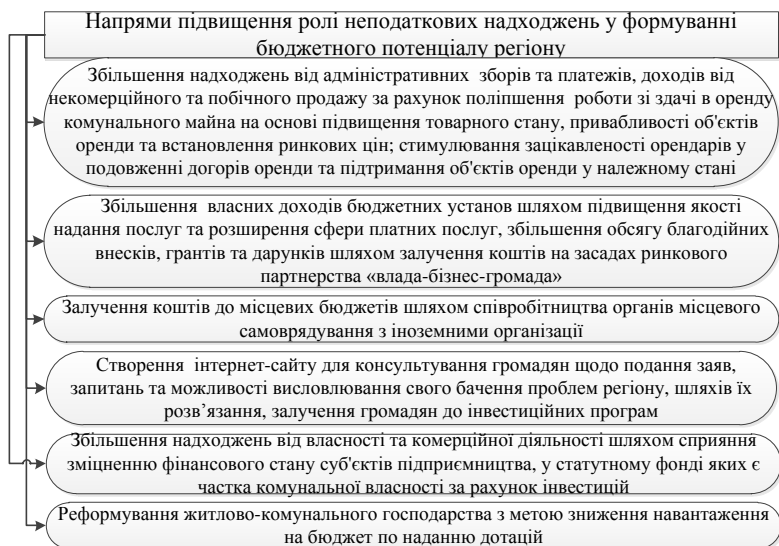 Напрями підвищення ролі неподаткових надходжень у формуванні
бюджетного потенціалу регіону
Збільшення надходжень від адміністративних зборів та платежів, доходів від
некомерційного та побічного продажу за рахунок поліпшення роботи зі здачі в оренду
комунального майна на основі підвищення товарного стану, привабливості об'єктів
оренди та встановлення ринкових цін; стимулювання зацікавленості орендарів у
подовженні догорів оренди та підтримання об'єктів оренди у належному стані
Збільшення власних доходів бюджетних установ шляхом підвищення якості
надання послуг та розширення сфери платних послуг, збільшення обсягу благодійних
внесків, грантів та дарунків шляхом залучення коштів на засадах ринкового
партнерства «влада-бізнес-громада»
Залучення коштів до місцевих бюджетів шляхом співробітництва органів місцевого
самоврядування з іноземними організації
Створення інтернет-сайту для консультування громадян щодо подання заяв,
запитань та можливості висловлювання свого бачення проблем регіону, шляхів їх
розв’язання, залучення громадян до інвестиційних програм
Збільшення надходжень від власності та комерційної діяльності шляхом сприяння
зміцненню фінансового стану суб'єктів підприємництва, у статутному фонді яких є
частка комунальної власності за рахунок інвестицій
Реформування житлово-комунального господарства з метою зниження навантаження
на бюджет по наданню дотацій